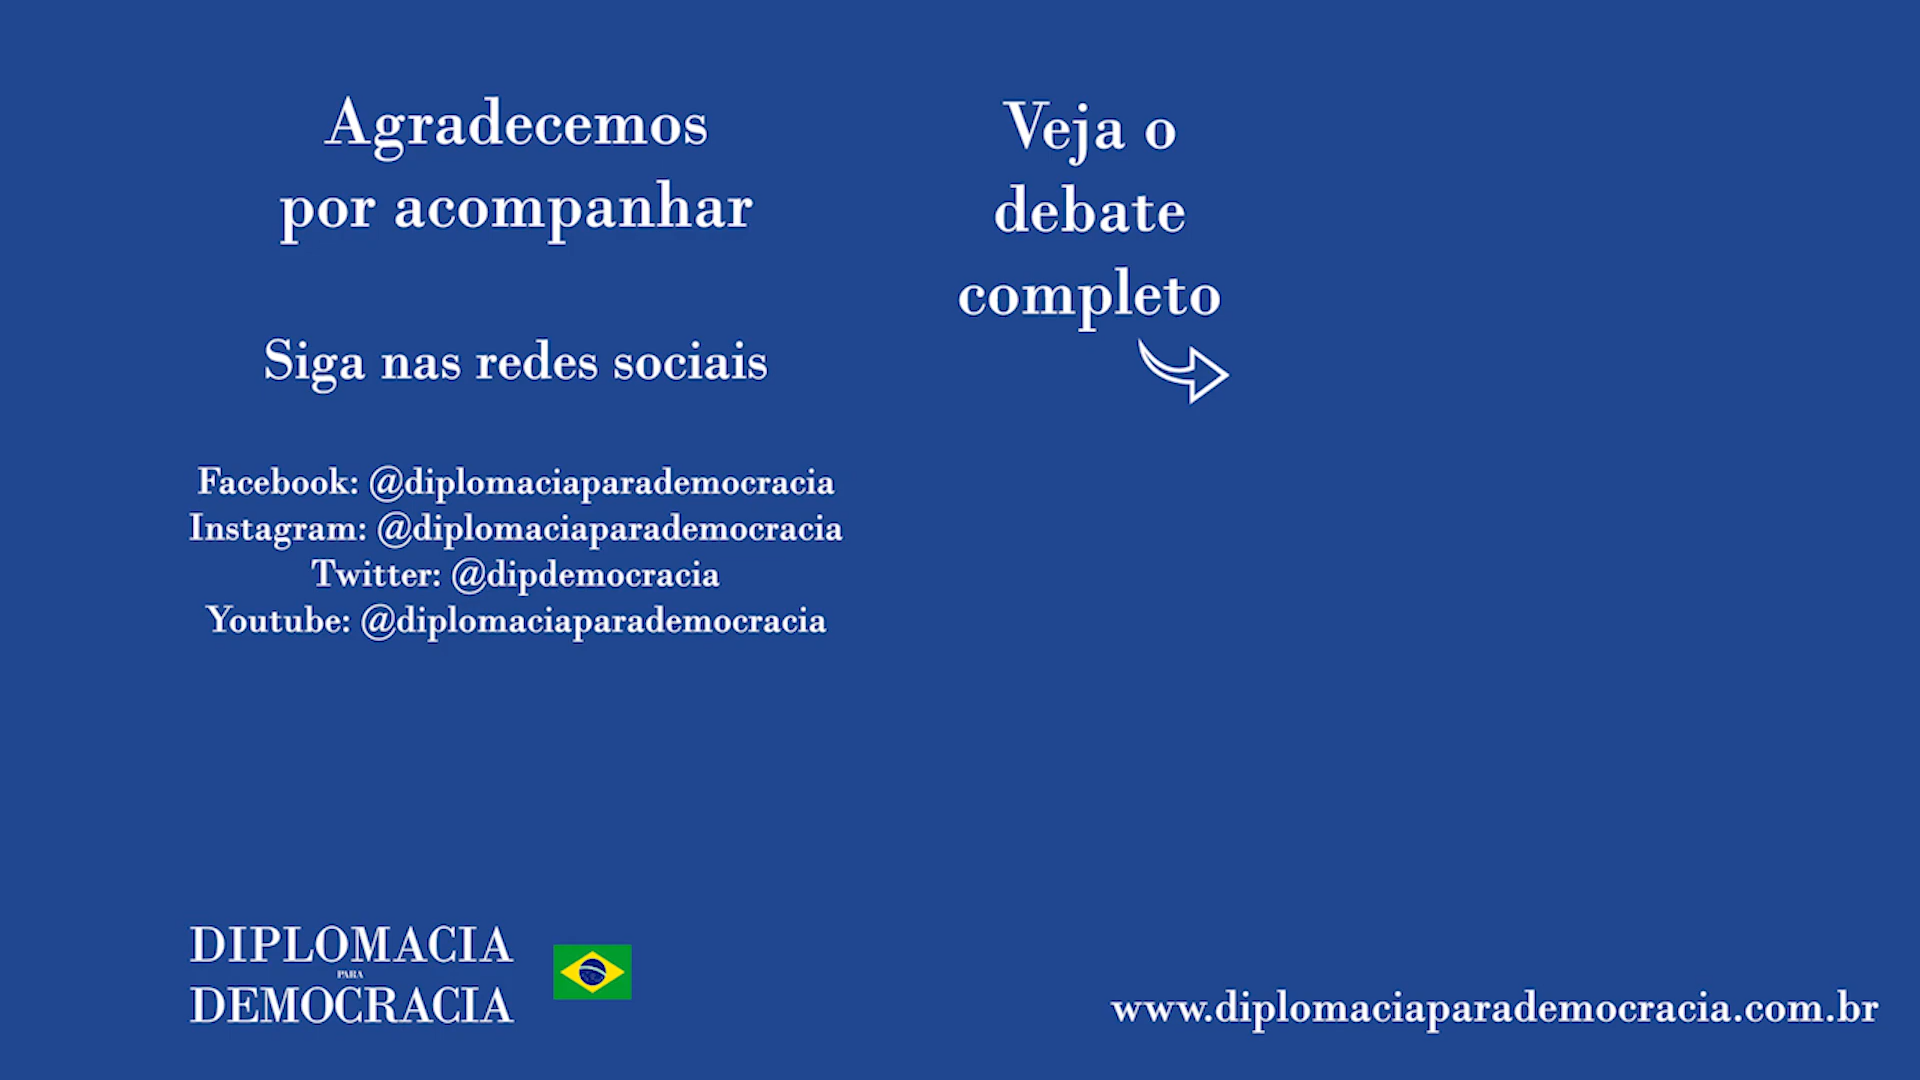 Agradecemos
por acompanhar
Siga nas redes sociais
Facebook: @diplomaciaparademocracia
Instagram: @diplomaciaparademocracia
Twitter: @dipdemocracia
Youtube: @diplomaciaparademocracia
Veja o
debate
completo
DIPLOMACIA
PARA
DEMOCRACIA
www.diplomaciaparademocracia.com.br